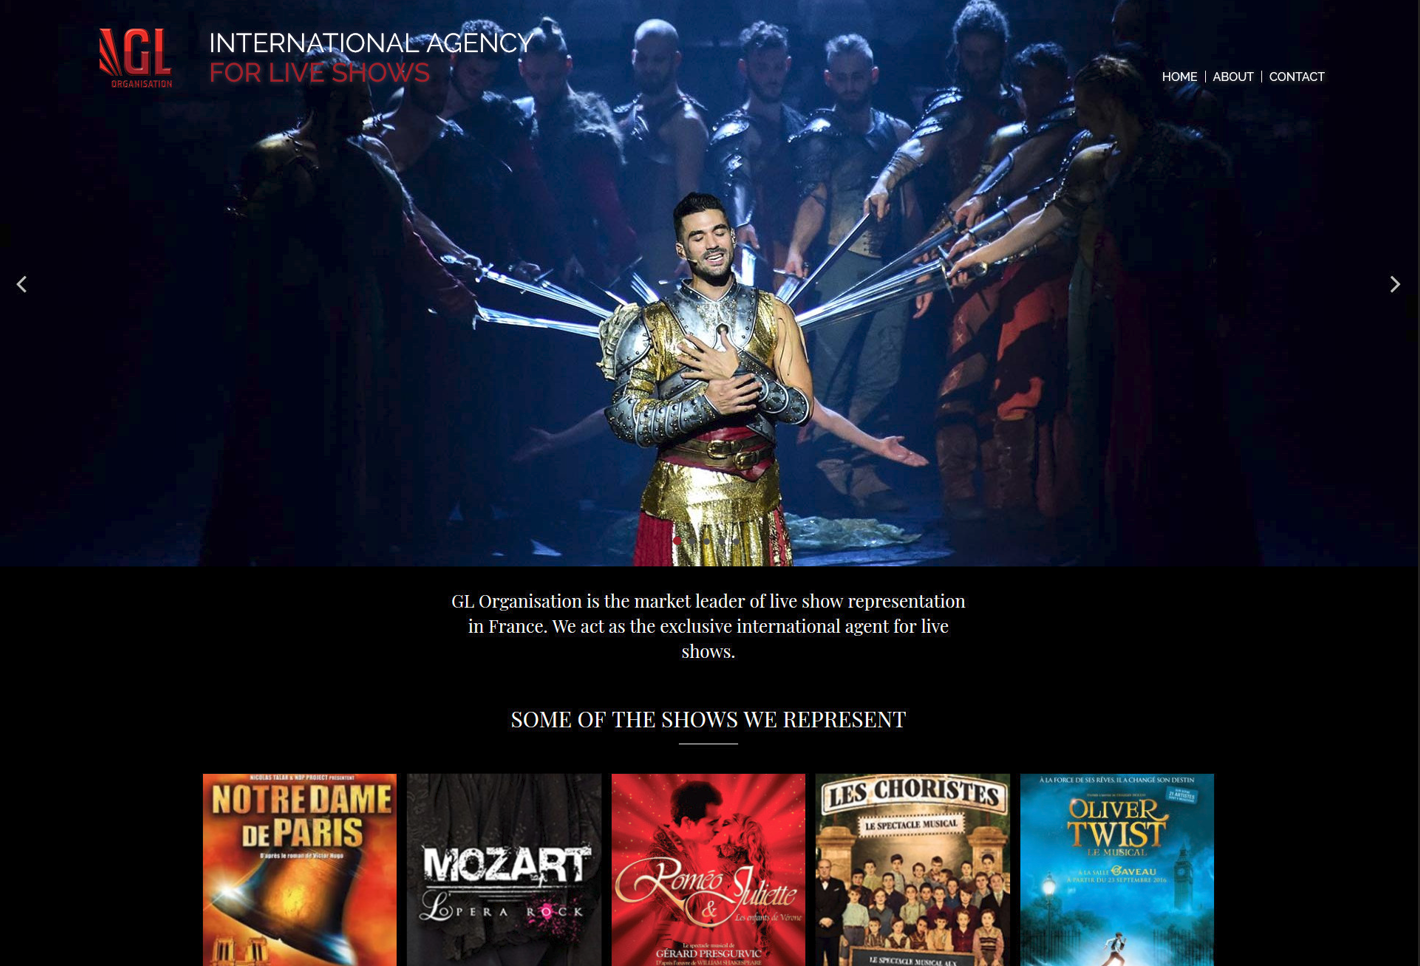 GL
ORGANISATION
INTERNATIONAL AGENCY
FOR LIVE SHOWS
HOME
ABOUT
CONTACT
GL Organisation is the market leader of live show representation
in France. We act as the exclusive international agent for live
shows.
SOME OF THE SHOWS WE REPRESENT
NICOLAS TALAR & NDP PROJECT PRÉSENTENT
NOTRE DAME
DE PARIS
D'après le roman de Victor Hugo
MOZART
L'OPERA ROCK
Roméo
& Juliette
Les enfants de Vérone
Le spectacle musical de
GÉRARD PRESGURVIC
D'après l'œuvre de WILLIAM SHAKESPEARE
LES CHORISTES
LE SPECTACLE MUSICAL
LE SPECTACLE MUSICAL AUX
À LA FORCE DE SES RÊVES, IL A CHANGÉ SON DESTIN
OLIVER
TWIST
LE MUSICAL
À LA SALLE GAVEAU
À PARTIR DU 23 SEPTEMBRE 2016